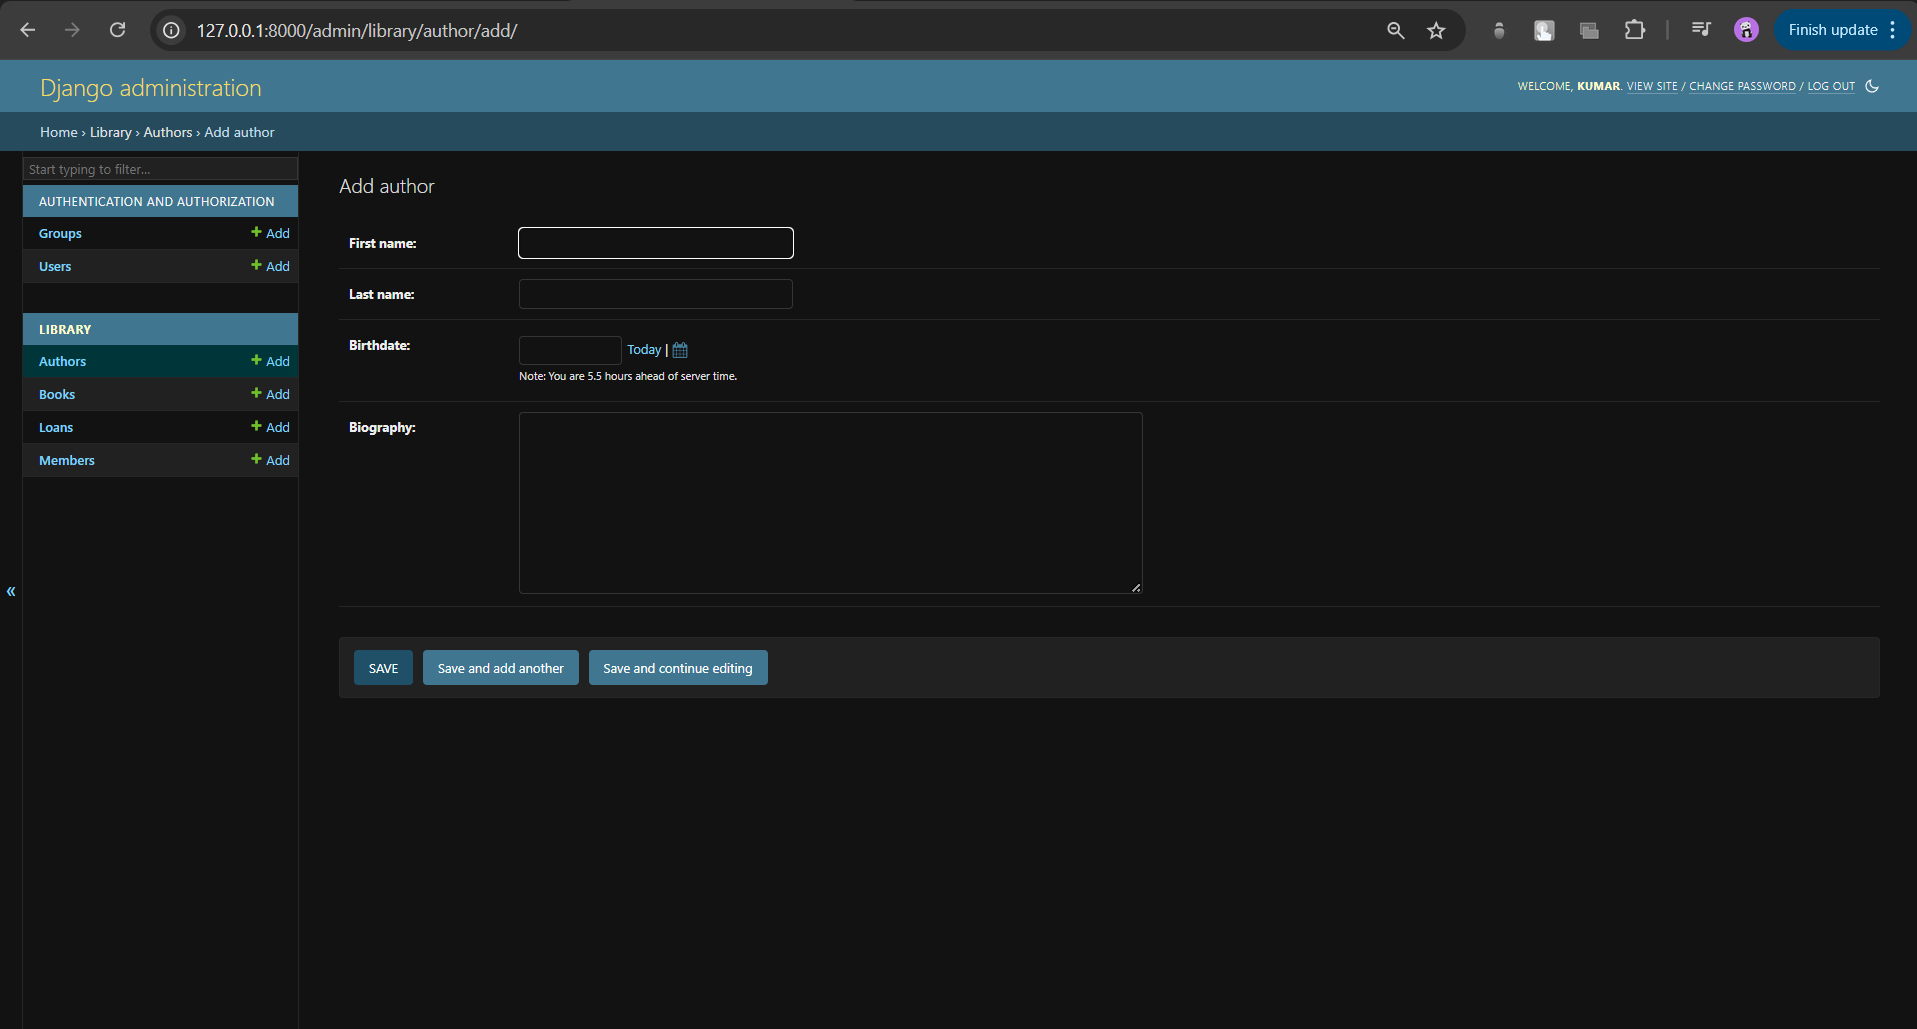 127.0.0.1:8000/admin/library/author/add/
Finish update
Django administration
WELCOME, KUMAR. VIEW SITE / CHANGE PASSWORD / LOG OUT
Home › Library › Authors › Add author
Start typing to filter...
AUTHENTICATION AND AUTHORIZATION
Groups + Add
Users + Add
LIBRARY
Authors + Add
Books + Add
Loans + Add
Members + Add
«
Add author
First name:
Last name:
Birthdate:
Today |
Note: You are 5.5 hours ahead of server time.
Biography:
SAVE
Save and add another
Save and continue editing